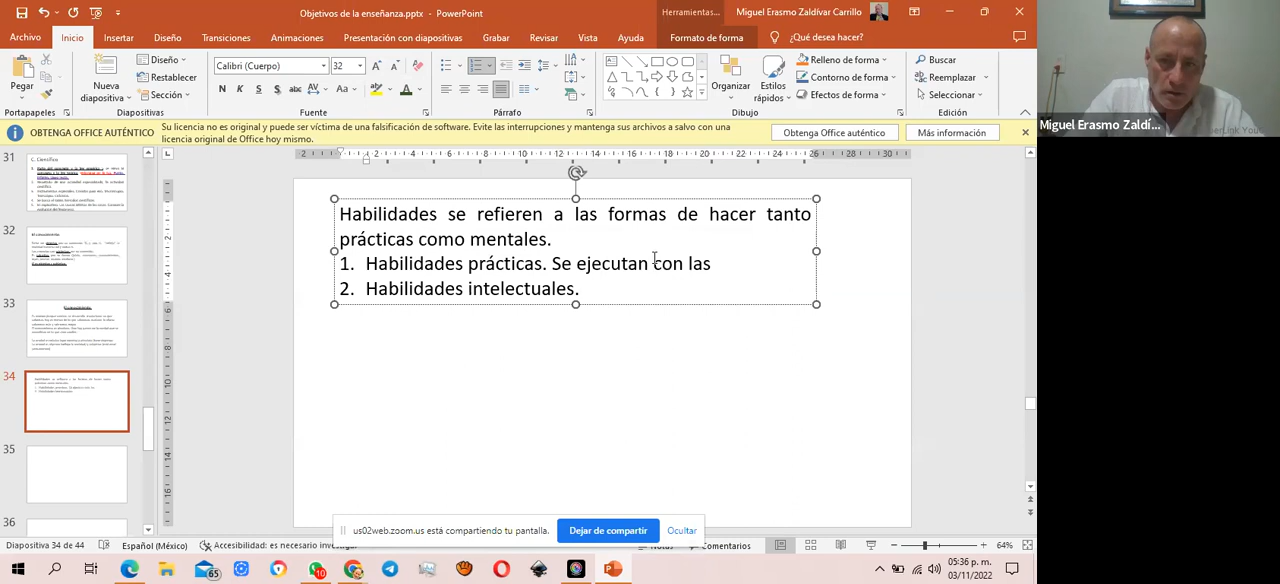 Objetivos de la enseñanza.pptx - PowerPoint
Herramientas...
Miguel Erasmo Zaldívar Carrillo
Archivo Inicio Insertar Diseño Transiciones Animaciones Presentación con diapositivas Grabar Revisar Vista Ayuda Formato de forma ¿Qué desea hacer?
Pegar
Nueva diapositiva
Diseño
Restablecer
Sección
Calibri (Cuerpo) 32
N K S S abc AV Aa A
Organizar
Estilos rápidos
Relleno de forma
Contorno de forma
Efectos de forma
Buscar
Reemplazar
Seleccionar
Portapapeles Diapositivas Fuente Párrafo Dibujo Edición
OBTENGA OFFICE AUTÉNTICO
Su licencia no es original y puede ser víctima de una falsificación de software. Evite las interrupciones y mantenga sus archivos a salvo con una
licencia original de Office hoy mismo.
Obtenga Office auténtico
Más información
Miguel Erasmo Zaldí...
31
32
33
34
35
36
Habilidades se refieren a las formas de hacer tanto
prácticas como mentales.
1. Habilidades prácticas. Se ejecutan con las
2. Habilidades intelectuales.
us02web.zoom.us está compartiendo tu pantalla.
Dejar de compartir
Ocultar
Diapositiva 34 de 44
Español (México)
Accesibilidad: es necesario
Notas
Comentarios
64%
65
10
05:36 p. m.
03/11/2022